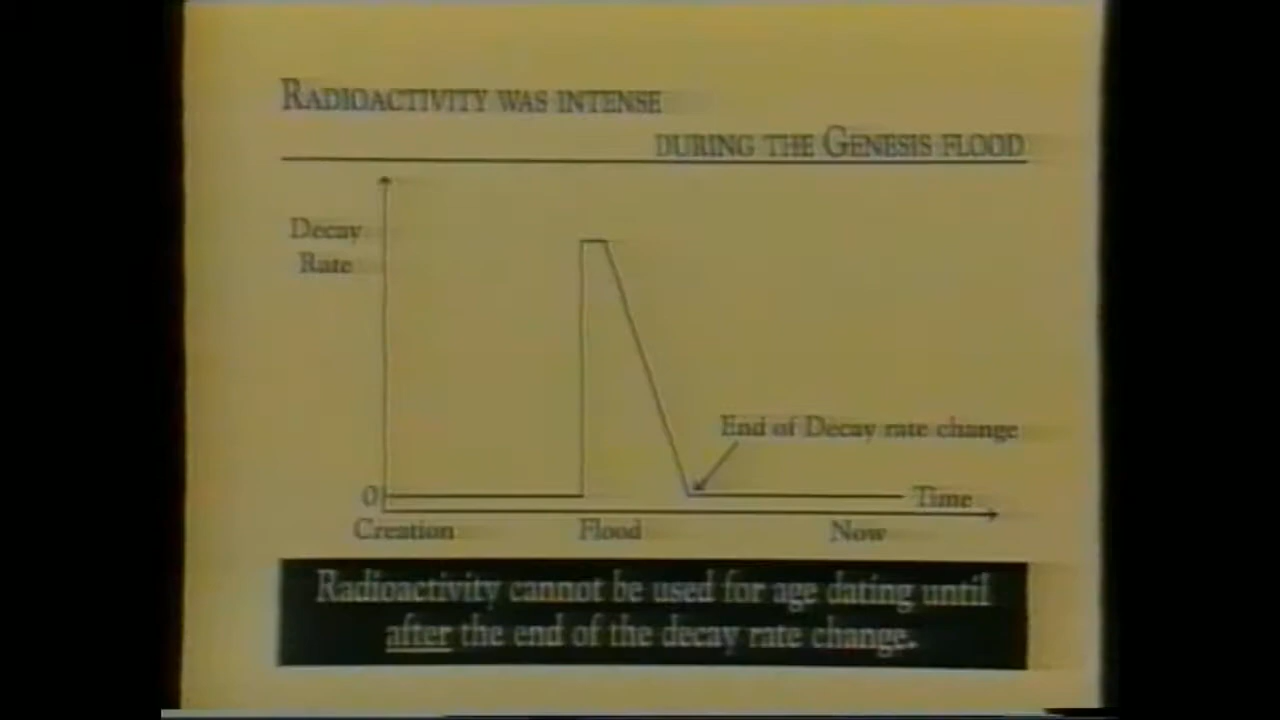 RADIOACTIVITY WAS INTENSE
DURING THE GENESIS FLOOD
Decay
Rate
End of Decay rate change
0
Time
Creation
Flood
Now
Radioactivity cannot be used for age dating until
after the end of the decay rate change.